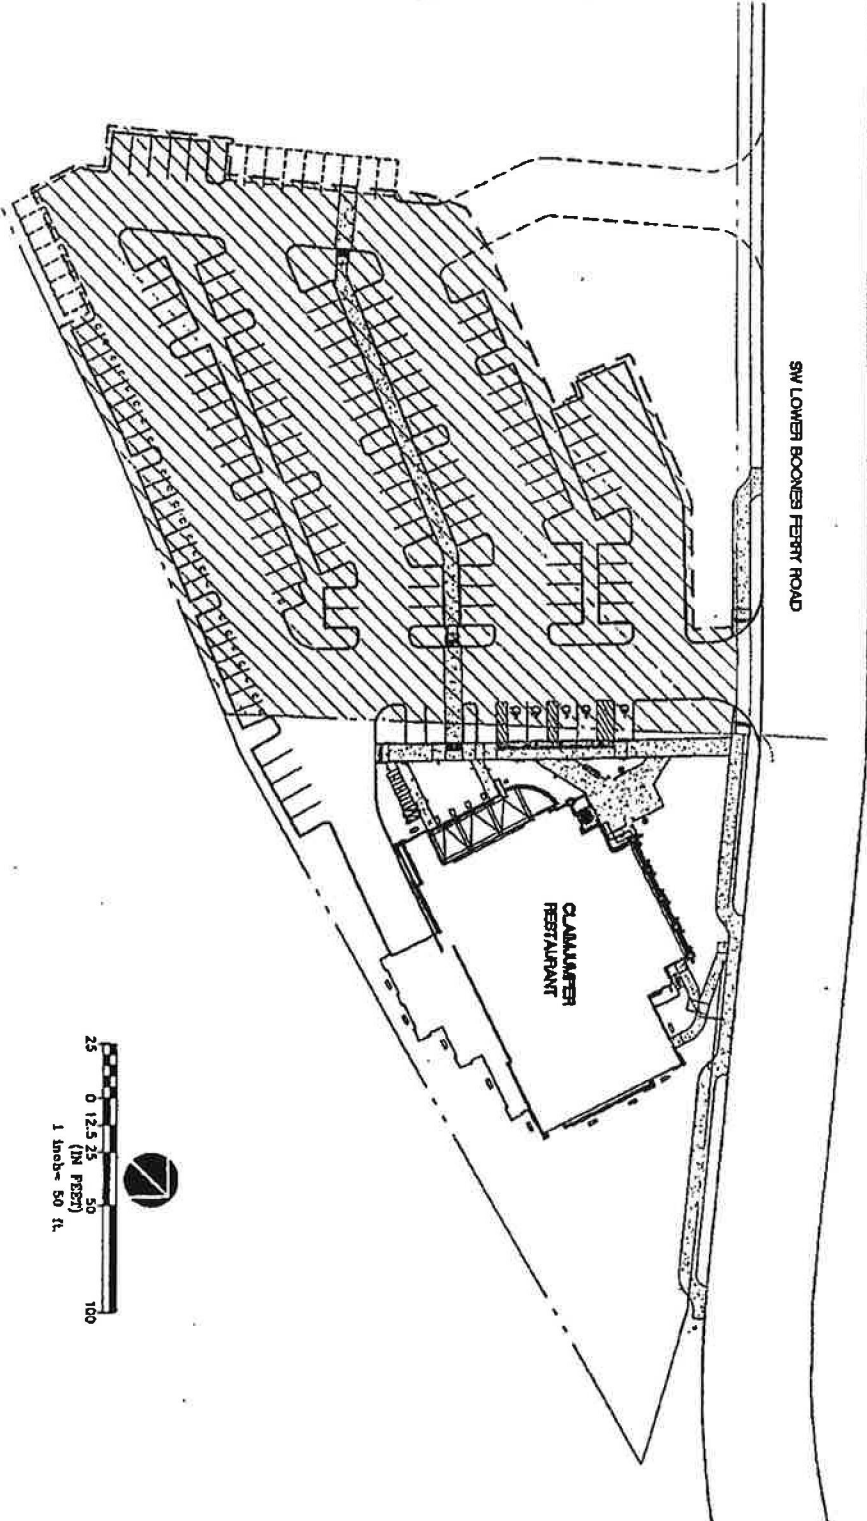 SW LOWER BOONES FERRY ROAD
CLAIMJUMPER
RESTAURANT
25 0 12.5 25 50 100
(IN FEET)
1 inch= 50 ft.